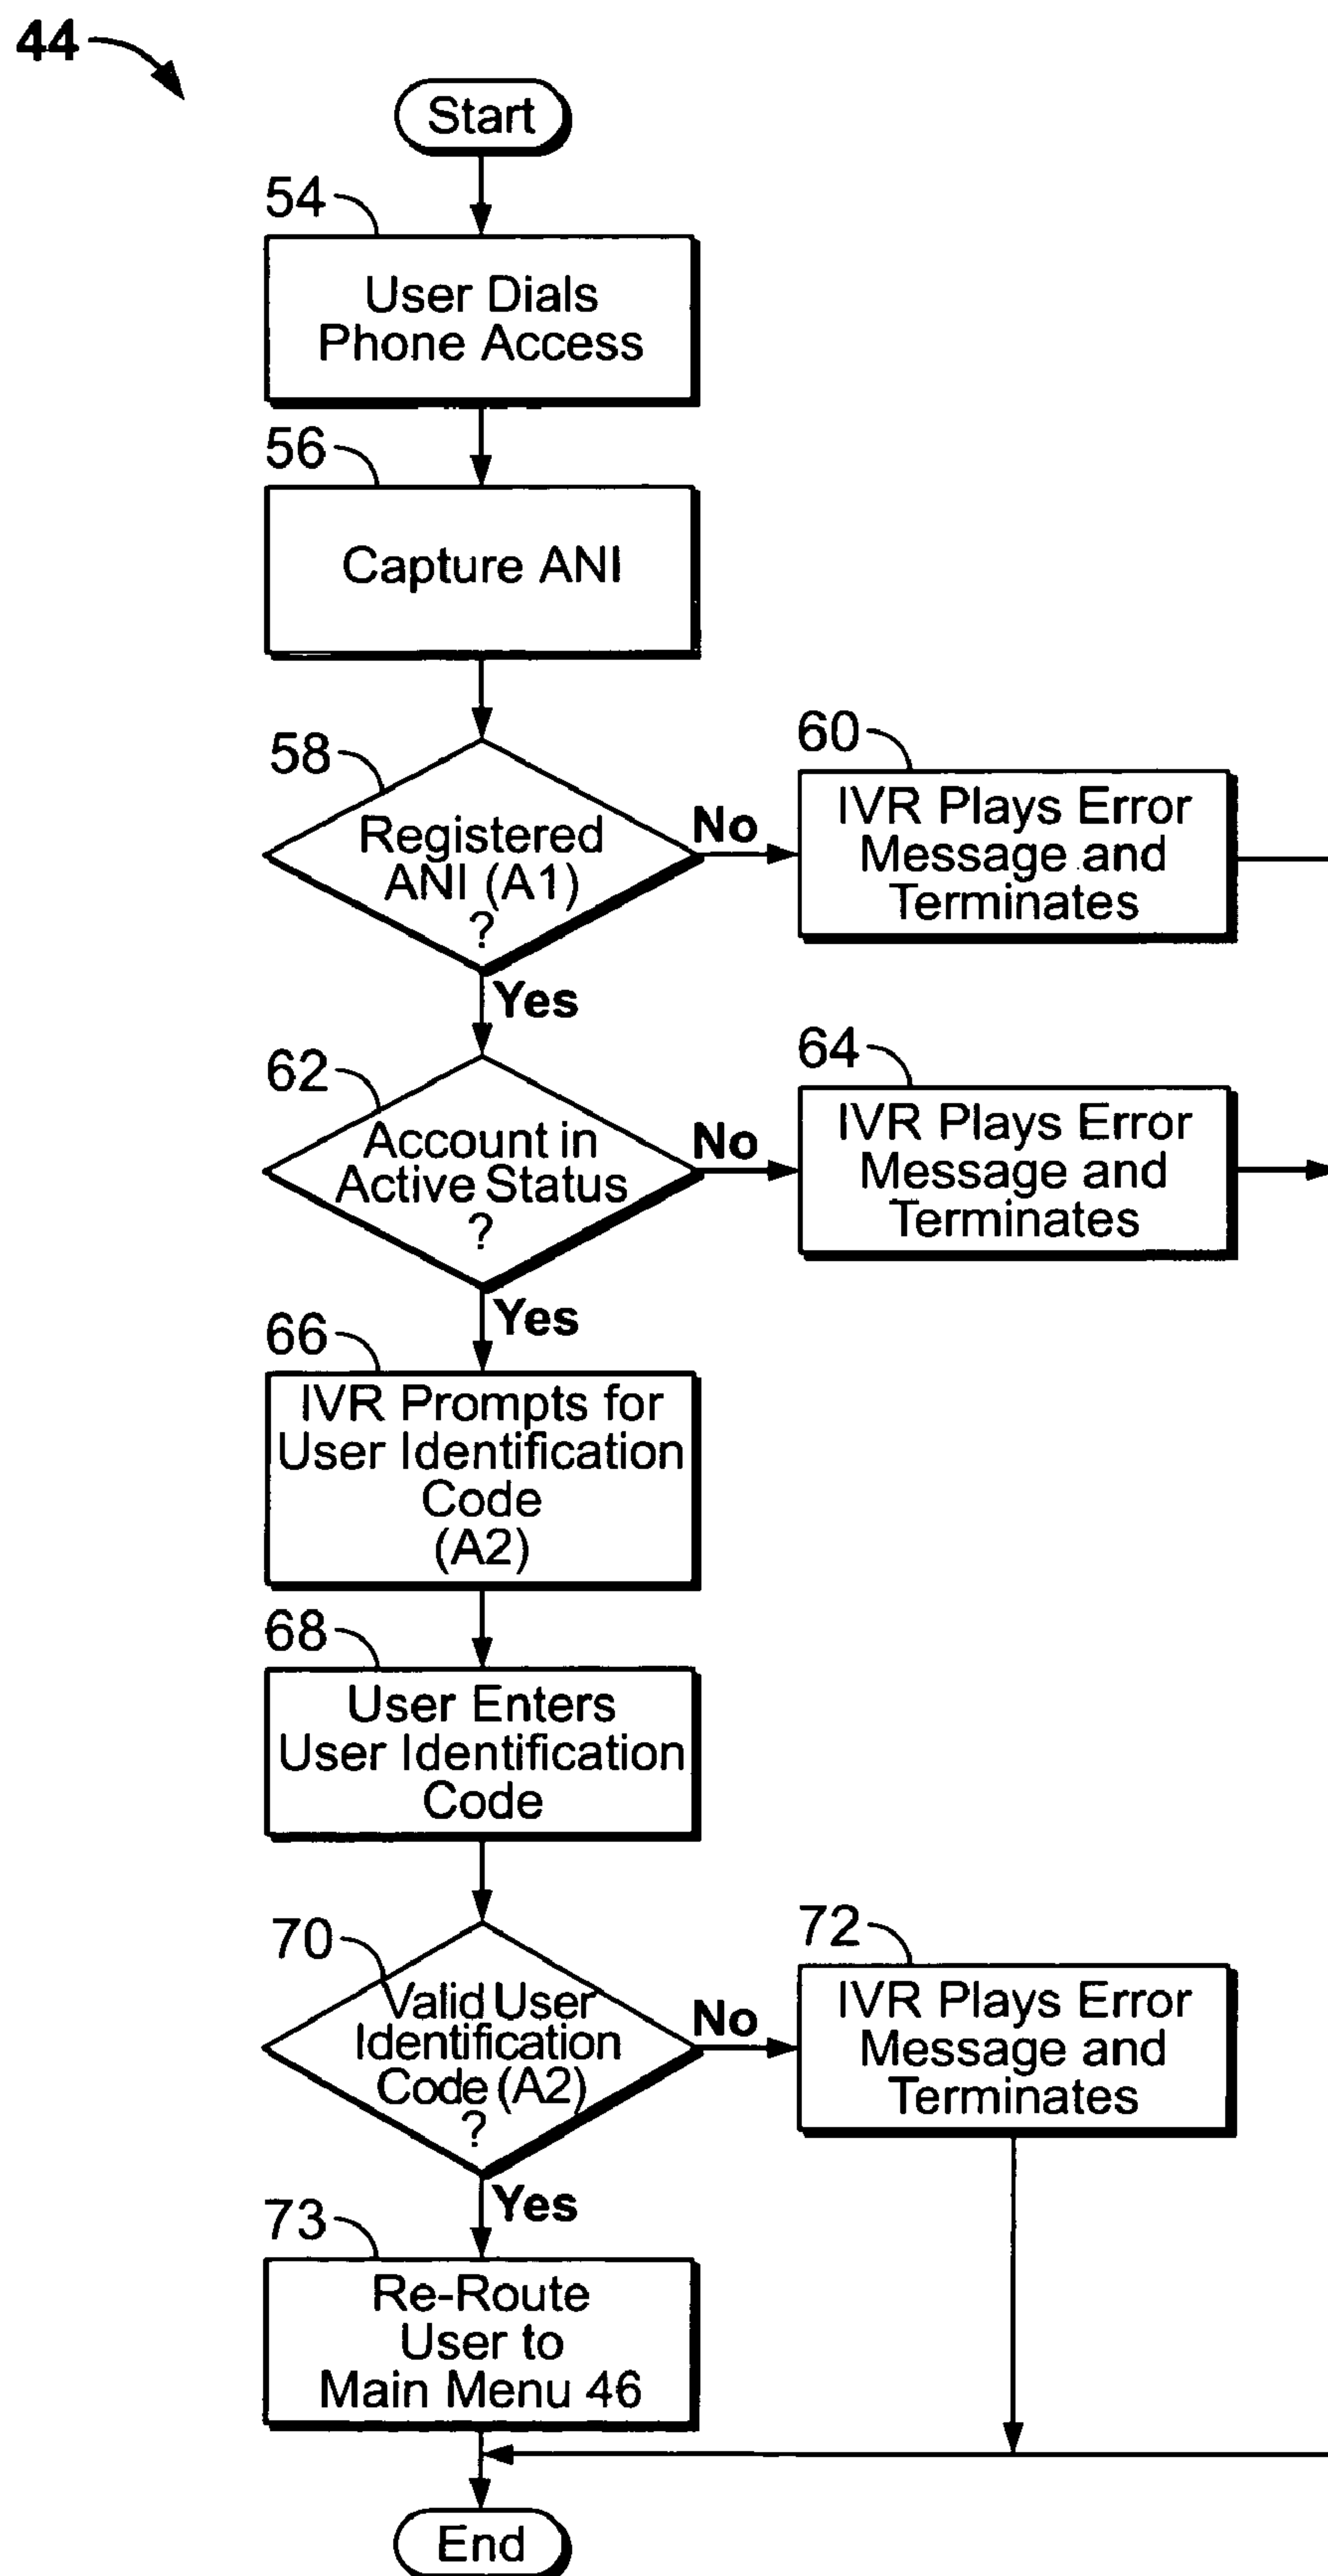 44
Start
54
User Dials
Phone Access
56
Capture ANI
58
Registered
ANI (A1)
?
No
60
IVR Plays Error
Message and
Terminates
Yes
62
Account in
Active Status
?
No
64
IVR Plays Error
Message and
Terminates
Yes
66
IVR Prompts for
User Identification
Code
(A2)
68
User Enters
User Identification
Code
70
Valid User
Identification
Code (A2)
?
No
72
IVR Plays Error
Message and
Terminates
Yes
73
Re-Route
User to
Main Menu 46
End